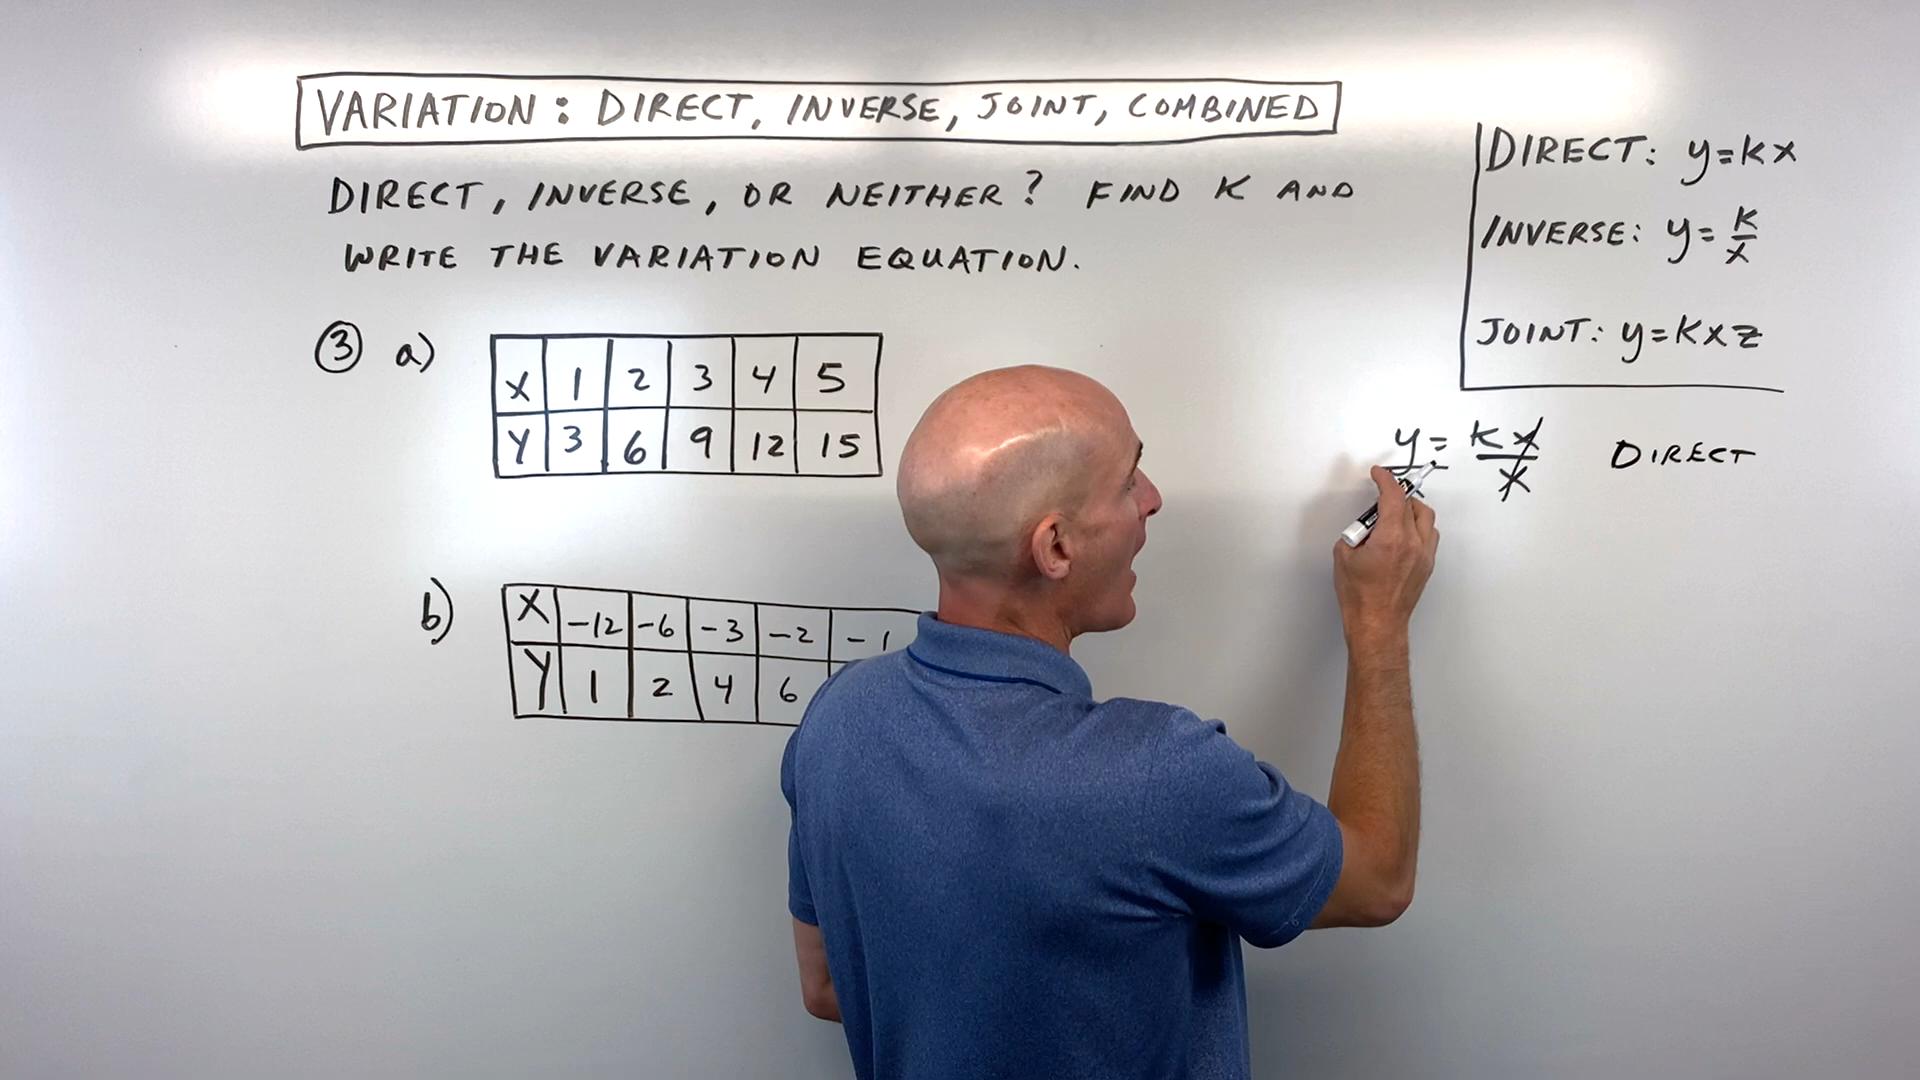 VARIATION: DIRECT, INVERSE, JOINT, COMBINED
DIRECT, INVERSE, OR NEITHER? FIND K AND
WRITE THE VARIATION EQUATION.
DIRECT: y=kx
INVERSE: y=k/x
JOINT: y=kxz
③ a)
X 1 2 3 4 5
Y 3 6 9 12 15
y = kx/x DIRECT
b)
X -12 -6 -3 -2 -1
Y 1 2 4 6